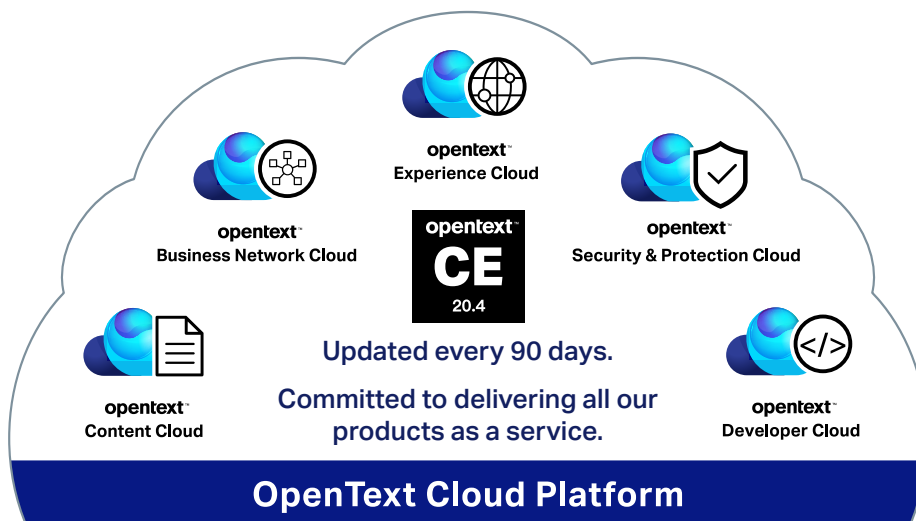 opentext™
Experience Cloud
opentext™
Business Network Cloud
opentext™
Security & Protection Cloud
opentext™
CE
20.4
Updated every 90 days.
opentext™
Content Cloud
Committed to delivering all our
products as a service.
opentext™
Developer Cloud
</>
OpenText Cloud Platform